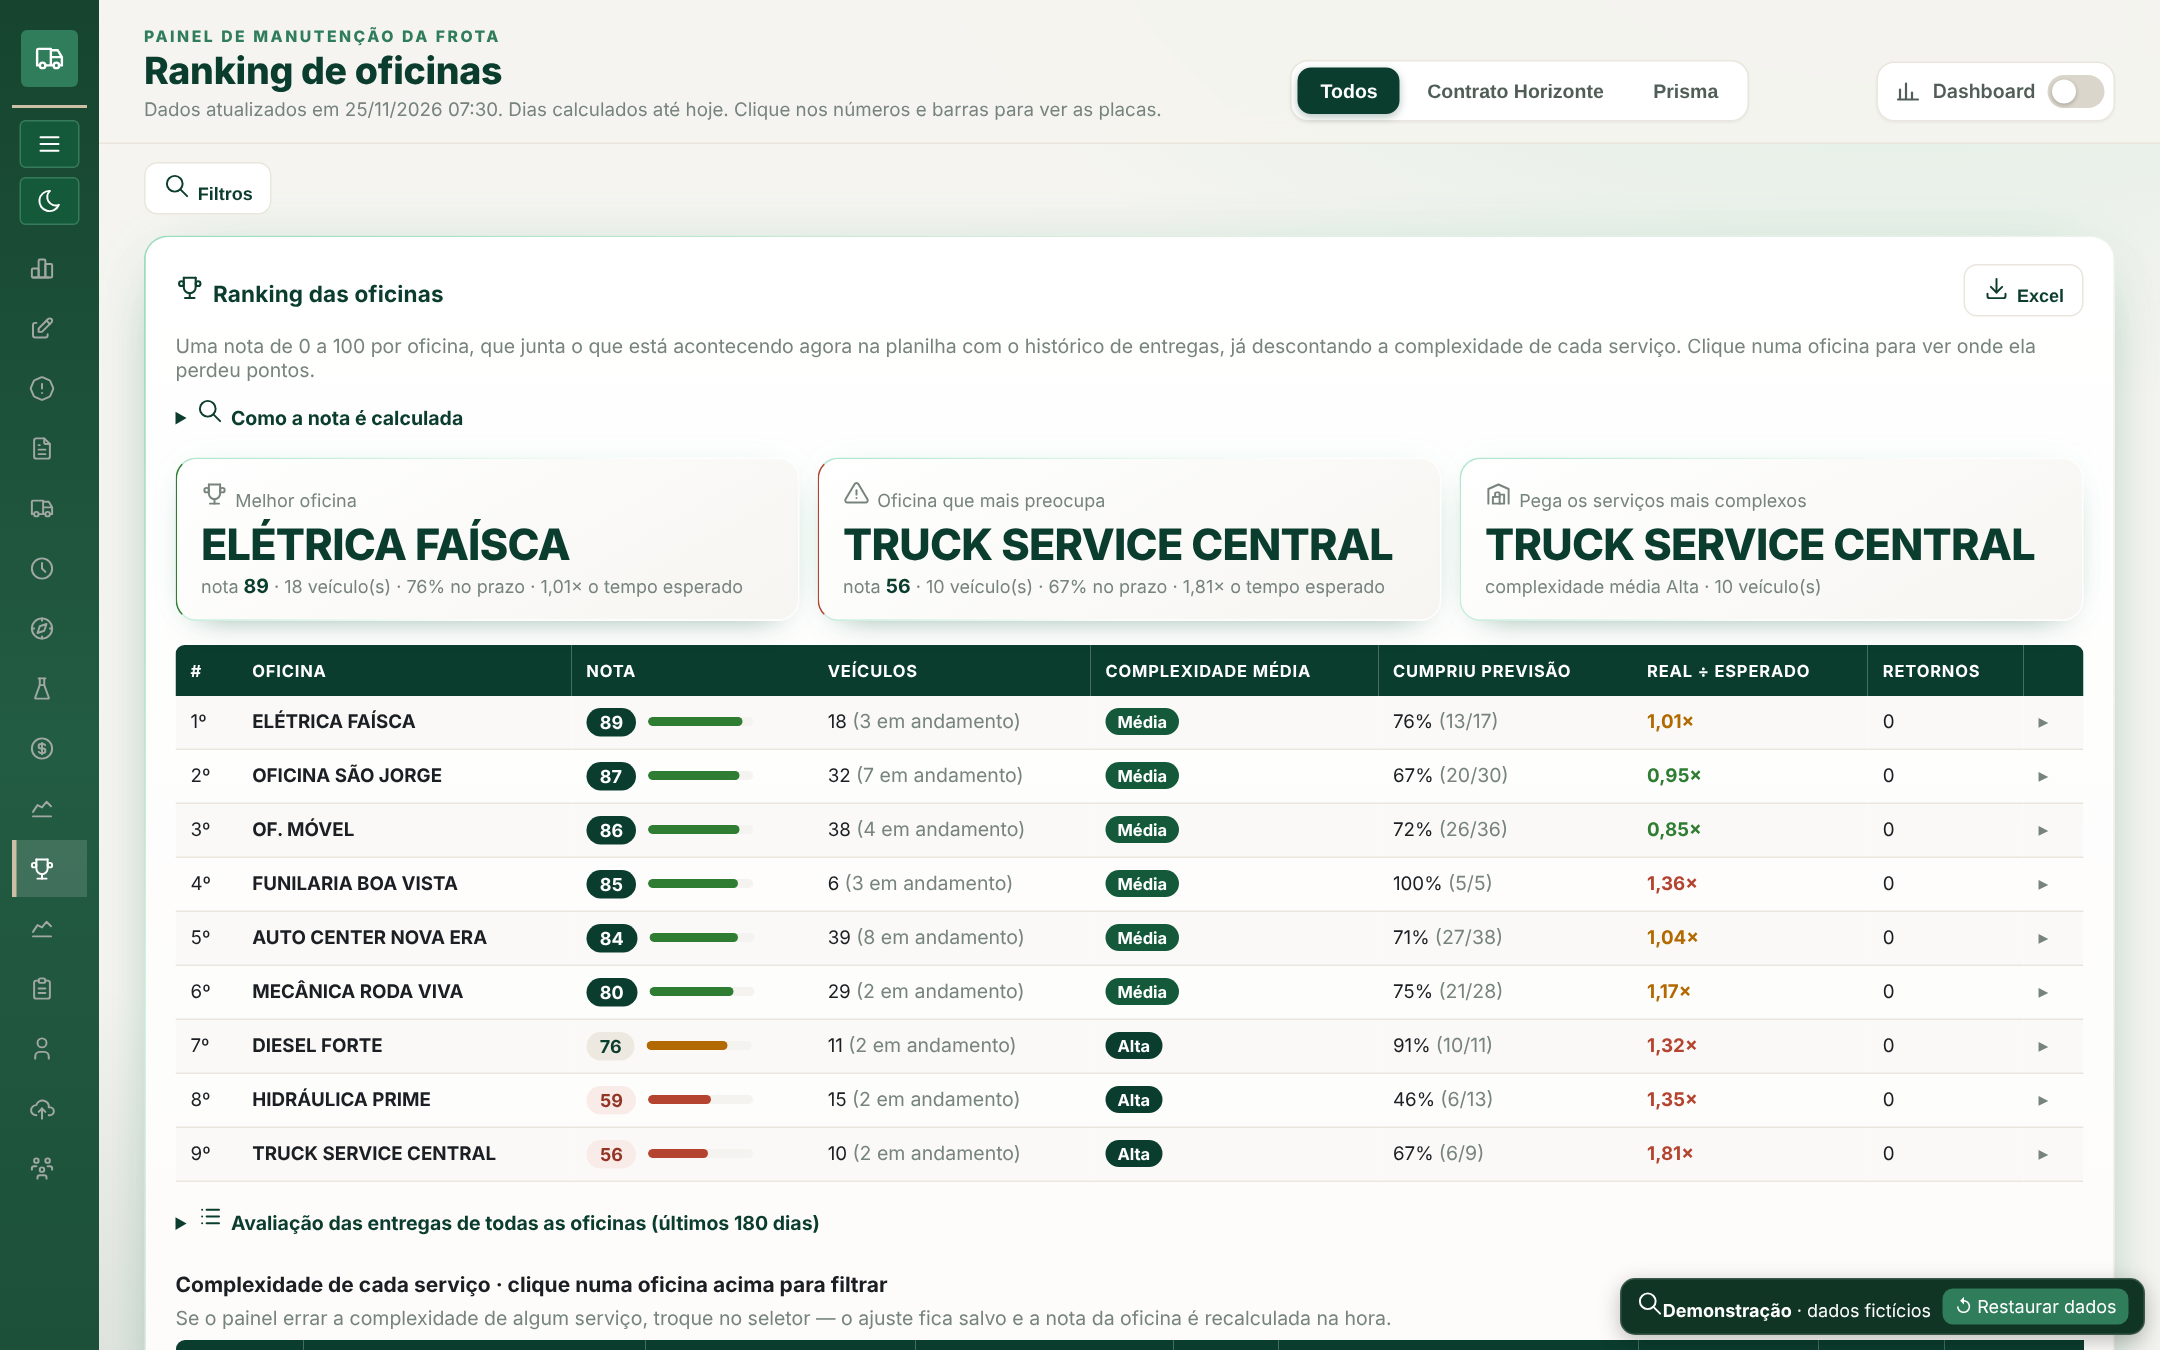 PAINEL DE MANUTENÇÃO DA FROTA
Ranking de oficinas
Dados atualizados em 25/11/2026 07:30. Dias calculados até hoje. Clique nos números e barras para ver as placas.
Todos
Contrato Horizonte
Prisma
Dashboard
Filtros
Ranking das oficinas
Excel
Uma nota de 0 a 100 por oficina, que junta o que está acontecendo agora na planilha com o histórico de entregas, já descontando a complexidade de cada serviço. Clique numa oficina para ver onde ela
perdeu pontos.
Como a nota é calculada
Melhor oficina
ELÉTRICA FAÍSCA
nota 89 · 18 veículo(s) · 76% no prazo · 1,01× o tempo esperado
Oficina que mais preocupa
TRUCK SERVICE CENTRAL
nota 56 · 10 veículo(s) · 67% no prazo · 1,81× o tempo esperado
Pega os serviços mais complexos
TRUCK SERVICE CENTRAL
complexidade média Alta · 10 veículo(s)
# OFICINA NOTA VEÍCULOS COMPLEXIDADE MÉDIA CUMPRIU PREVISÃO REAL ÷ ESPERADO RETORNOS
1º ELÉTRICA FAÍSCA 89 18 (3 em andamento) Média 76% (13/17) 1,01× 0
2º OFICINA SÃO JORGE 87 32 (7 em andamento) Média 67% (20/30) 0,95× 0
3º OF. MÓVEL 86 38 (4 em andamento) Média 72% (26/36) 0,85× 0
4º FUNILARIA BOA VISTA 85 6 (3 em andamento) Média 100% (5/5) 1,36× 0
5º AUTO CENTER NOVA ERA 84 39 (8 em andamento) Média 71% (27/38) 1,04× 0
6º MECÂNICA RODA VIVA 80 29 (2 em andamento) Média 75% (21/28) 1,17× 0
7º DIESEL FORTE 76 11 (2 em andamento) Alta 91% (10/11) 1,32× 0
8º HIDRÁULICA PRIME 59 15 (2 em andamento) Alta 46% (6/13) 1,35× 0
9º TRUCK SERVICE CENTRAL 56 10 (2 em andamento) Alta 67% (6/9) 1,81× 0
Avaliação das entregas de todas as oficinas (últimos 180 dias)
Complexidade de cada serviço · clique numa oficina acima para filtrar
Se o painel errar a complexidade de algum serviço, troque no seletor — o ajuste fica salvo e a nota da oficina é recalculada na hora.
Demonstração · dados fictícios
Restaurar dados